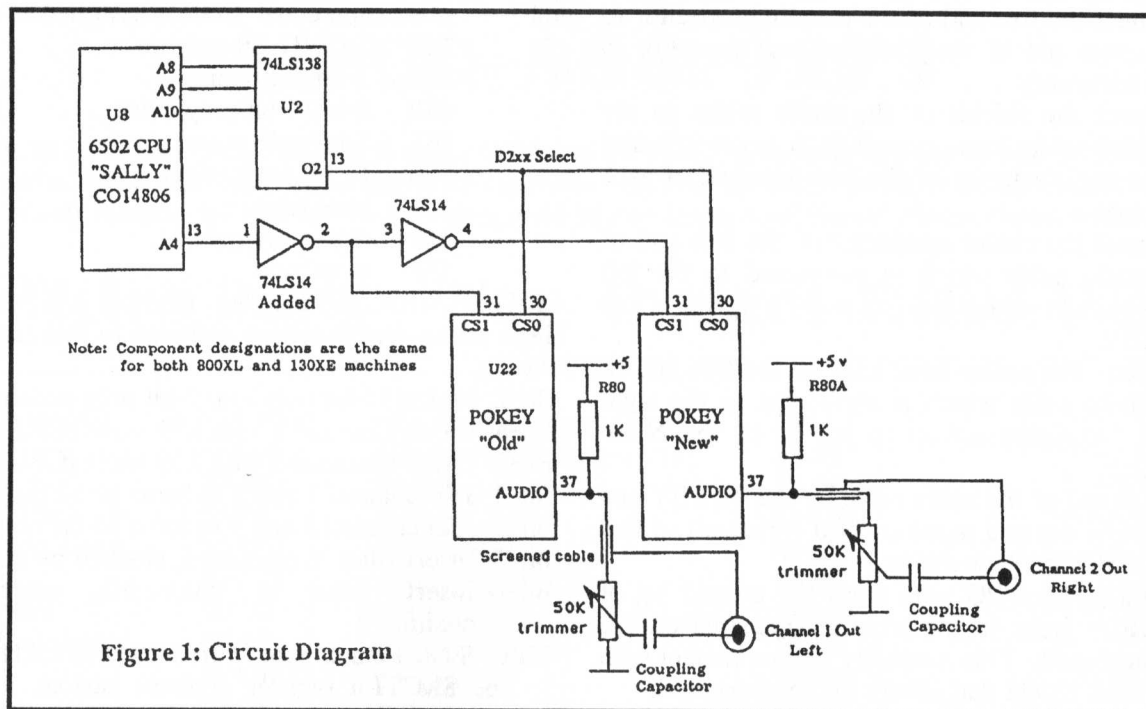 A8
A9
A10
U8
6502 CPU
"SALLY"
CO14806
A4
13
74LS138
U2
O2
13
D2xx Select
1
2
74LS14
Added
3
74LS14
4
Note: Component designations are the same
for both 800XL and 130XE machines
31
30
CS1
CS0
U22
POKEY
"Old"
AUDIO
37
+5
R80
1K
Screened cable
50K
trimmer
Coupling
Capacitor
Channel 1 Out
Left
31
30
CS1
CS0
POKEY
"New"
AUDIO
37
+5 v
R80A
1K
50K
trimmer
Coupling
Capacitor
Channel 2 Out
Right
Figure 1: Circuit Diagram